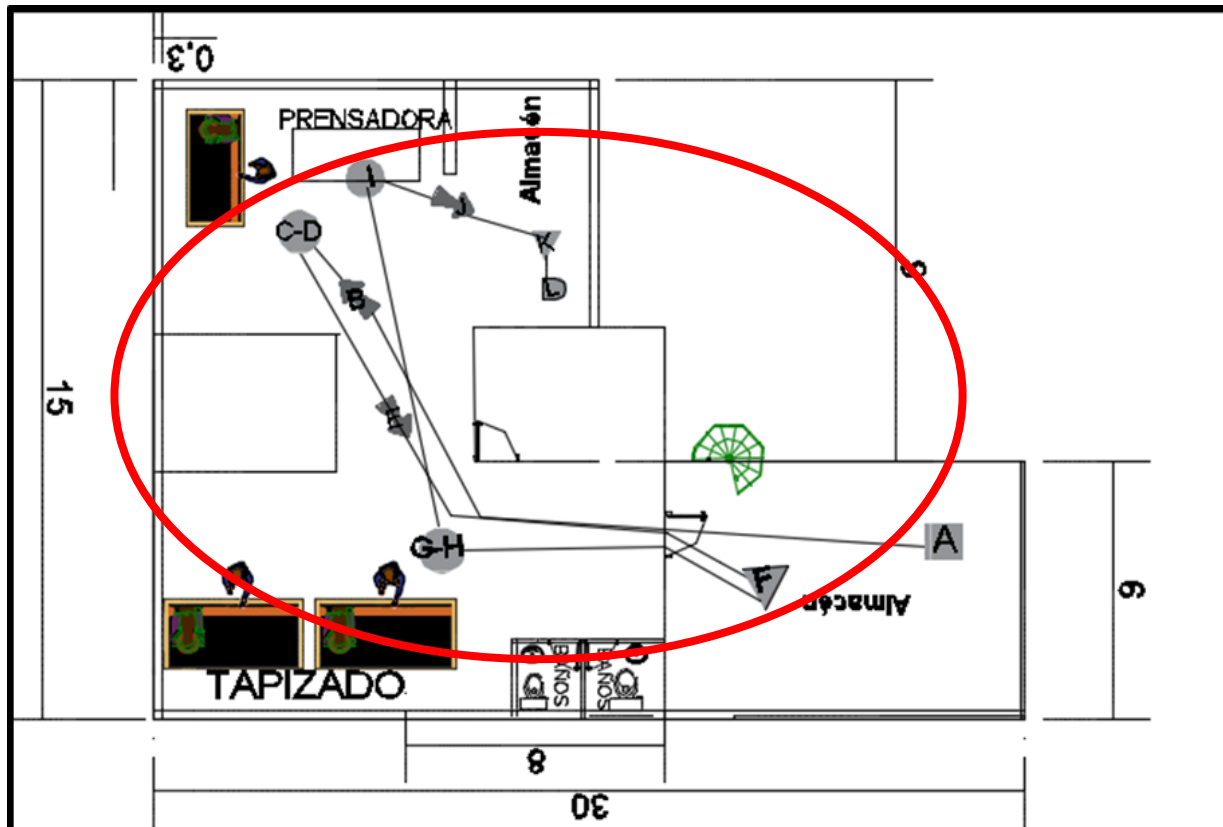 0,3
PRENSADORA
Almacén
I
J
C-D
K
D
B
9
15
E
G-H
A
F
Almacén
6
BAÑOS
BAÑOS
TAPIZADO
8
30